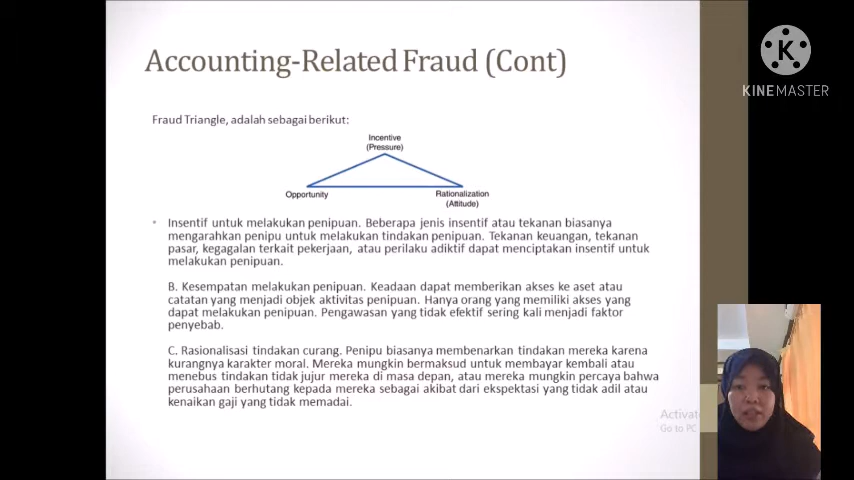 Accounting-Related Fraud (Cont)
K
KINEMASTER
Fraud Triangle, adalah sebagai berikut:
Incentive
(Pressure)
Opportunity
Rationalization
(Attitude)
• Insentif untuk melakukan penipuan. Beberapa jenis insentif atau tekanan biasanya
mengarahkan penipu untuk melakukan tindakan penipuan. Tekanan keuangan, tekanan
pasar, kegagalan terkait pekerjaan, atau perilaku adiktif dapat menciptakan insentif untuk
melakukan penipuan.
B. Kesempatan melakukan penipuan. Keadaan dapat memberikan akses ke aset atau
catatan yang menjadi objek aktivitas penipuan. Hanya orang yang memiliki akses yang
dapat melakukan penipuan. Pengawasan yang tidak efektif sering kali menjadi faktor
penyebab.
C. Rasionalisasi tindakan curang. Penipu biasanya membenarkan tindakan mereka karena
kurangnya karakter moral. Mereka mungkin bermaksud untuk membayar kembali atau
menebus tindakan tidak jujur mereka di masa depan, atau mereka mungkin percaya bahwa
perusahaan berhutang kepada mereka sebagai akibat dari ekspektasi yang tidak adil atau
kenaikan gaji yang tidak memadai.
Activat
Go to PC